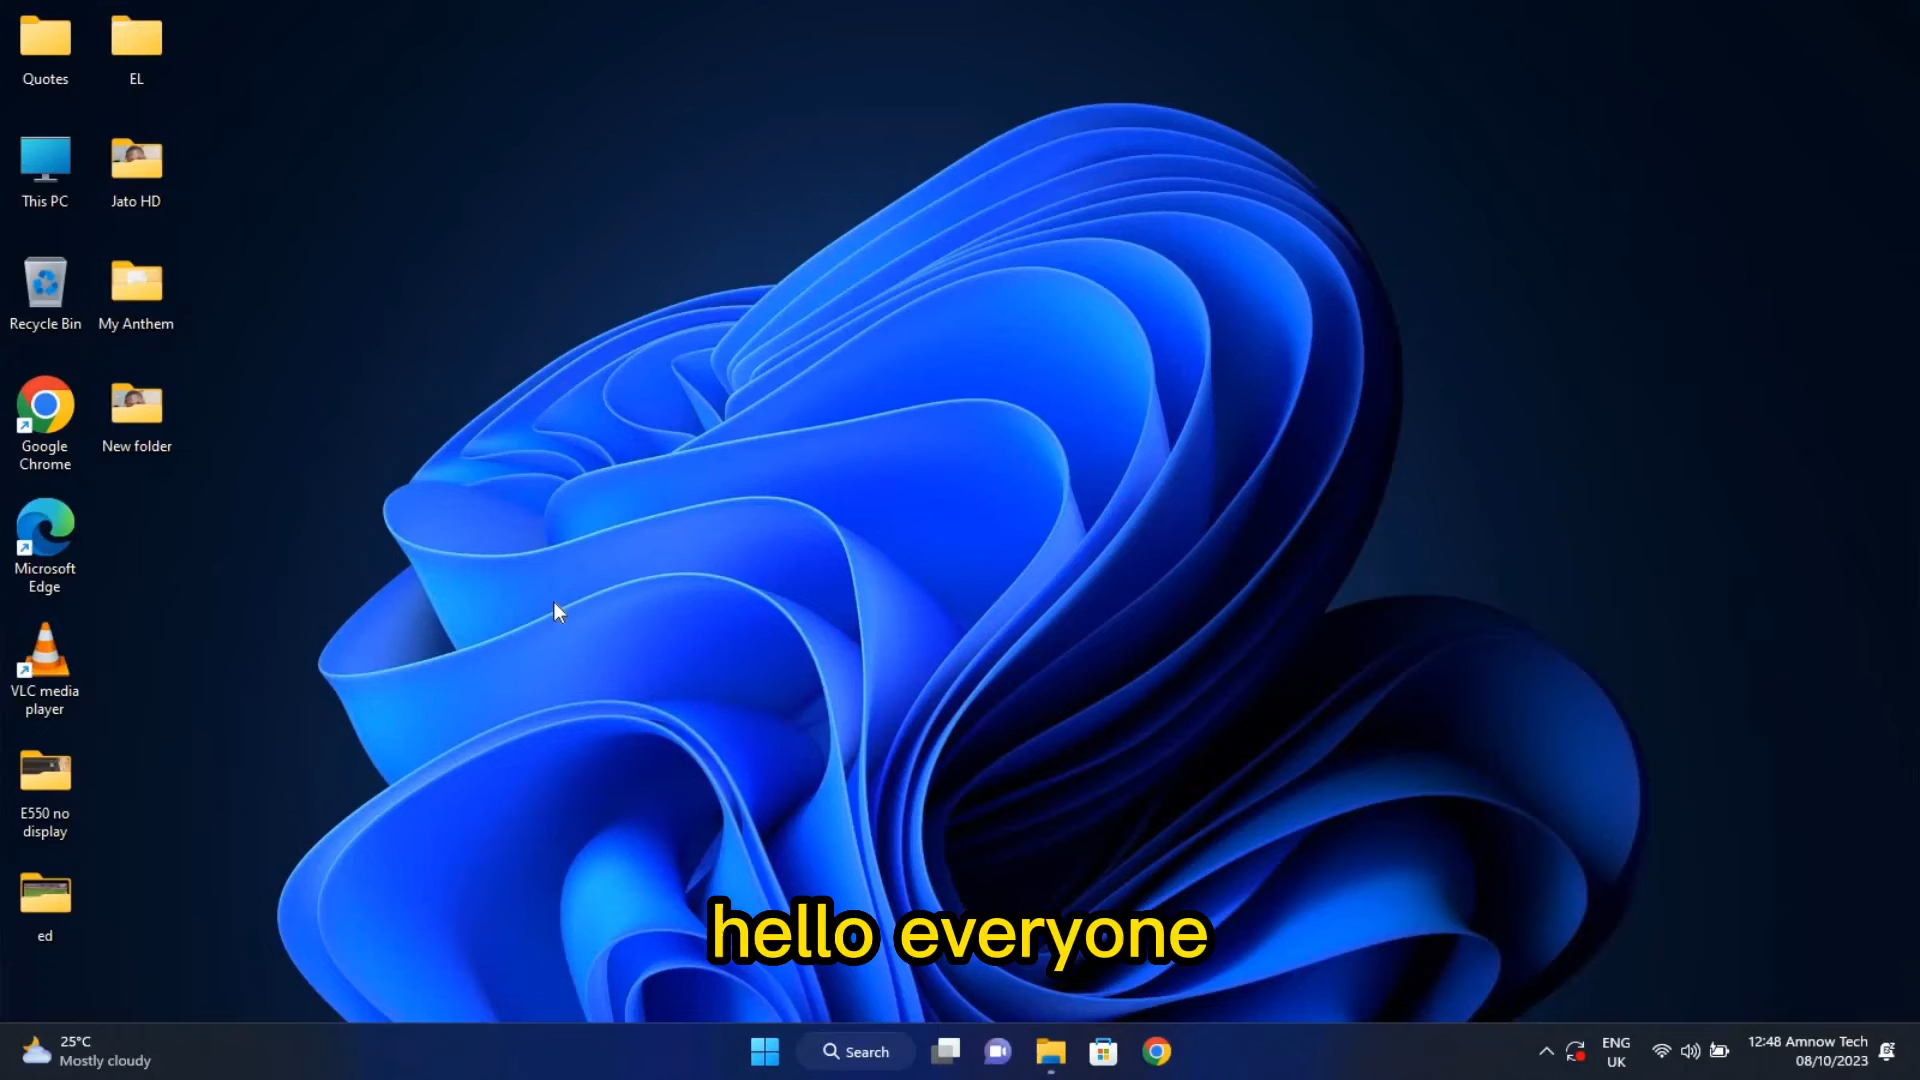 Quotes
EL
This PC
Jato HD
Recycle Bin
My Anthem
Google
Chrome
New folder
Microsoft
Edge
VLC media
player
E550 no
display
ed
hello everyone
25°C
Mostly cloudy
Search
ENG
UK
12:48 Amnow Tech
08/10/2023